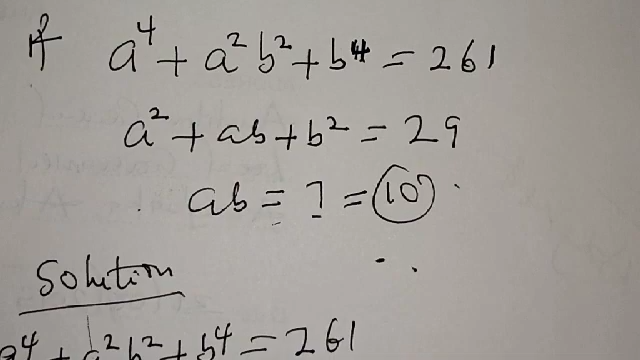 If a⁴ + a²b² + b⁴ = 261
a² + ab + b² = 29
ab = ? = 10
Solution
a⁴ + a²b² + b⁴ = 261